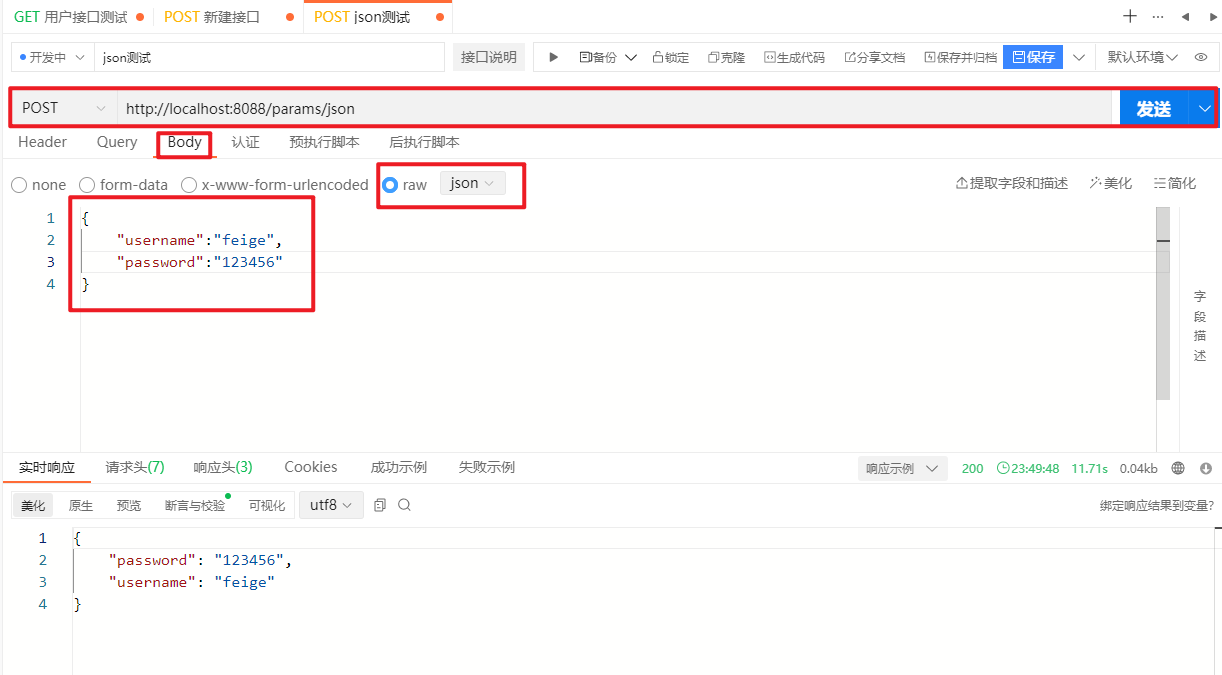 GET 用户接口测试 POST 新建接口 POST json测试
开发中 json测试 接口说明 备份 锁定 克隆 生成代码 分享文档 保存并归档 保存 默认环境
POST http://localhost:8088/params/json 发送
Header Query Body 认证 预执行脚本 后执行脚本
none form-data x-www-form-urlencoded raw json 提取字段和描述 美化 简化
1 {
2 "username":"feige",
3 "password":"123456"
4 }
字
段
描
述
实时响应 请求头(7) 响应头(3) Cookies 成功示例 失败示例 响应示例 200 23:49:48 11.71s 0.04kb
美化 原生 预览 断言与校验 可视化 utf8 绑定响应结果到变量?
1 {
2 "password": "123456",
3 "username": "feige"
4 }